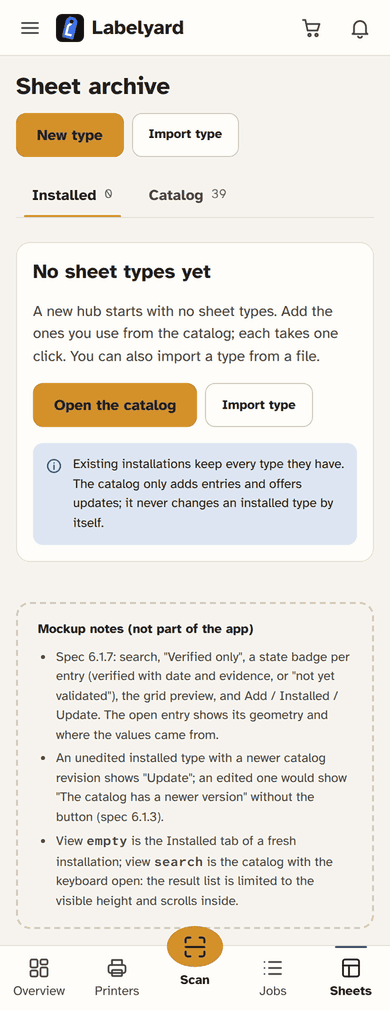 Labelyard
Sheet archive
New type
Import type
Installed 0
Catalog 39
No sheet types yet
A new hub starts with no sheet types. Add the
ones you use from the catalog; each takes one
click. You can also import a type from a file.
Open the catalog
Import type
Existing installations keep every type they have.
The catalog only adds entries and offers
updates; it never changes an installed type by
itself.
Mockup notes (not part of the app)
• Spec 6.1.7: search, "Verified only", a state badge per
entry (verified with date and evidence, or "not yet
validated"), the grid preview, and Add / Installed /
Update. The open entry shows its geometry and
where the values came from.
• An unedited installed type with a newer catalog
revision shows "Update"; an edited one would show
"The catalog has a newer version" without the
button (spec 6.1.3).
• View empty is the Installed tab of a fresh
installation; view search is the catalog with the
keyboard open: the result list is limited to the
visible height and scrolls inside.
Overview
Printers
Scan
Jobs
Sheets